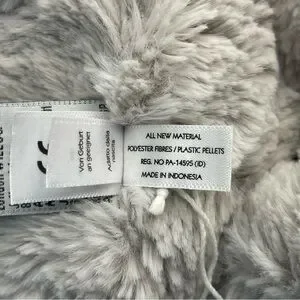 Von Geburt
an geeignet
Adatto dalla
nascita
ALL NEW MATERIAL
POLYESTER FIBRES / PLASTIC PELLETS
REG. NO PA-14595 (ID)
MADE IN INDONESIA